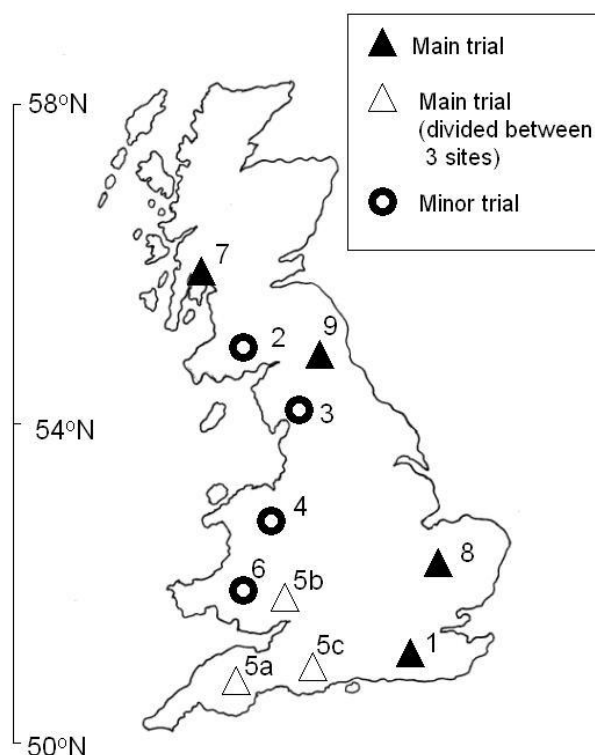 Main trial
Main trial
(divided between
3 sites)
Minor trial
58°N
7
2
9
3
54°N
4
8
6
5b
1
5c
5a
50°N